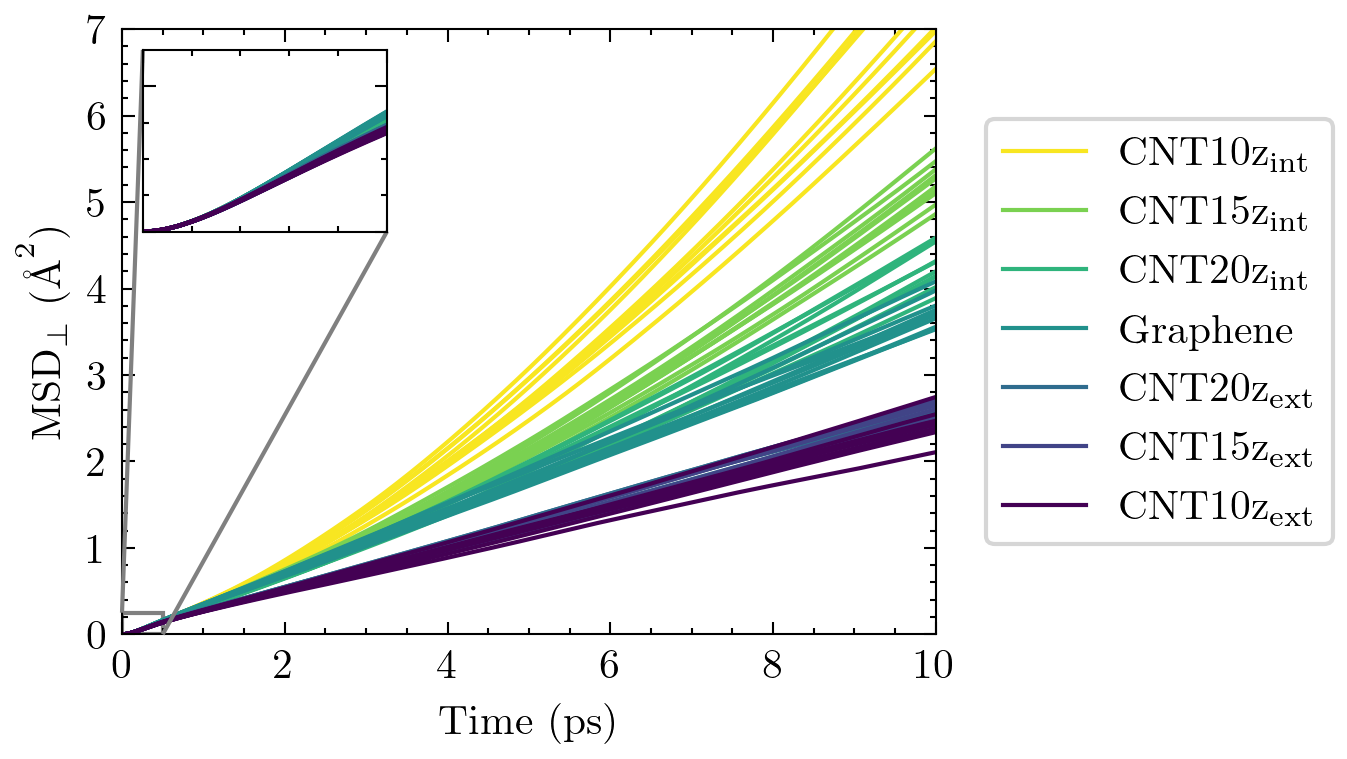 7
6
5
4
3
2
1
0
MSD⊥ (Å²)
0 2 4 6 8 10
Time (ps)
CNT10z_int
CNT15z_int
CNT20z_int
Graphene
CNT20z_ext
CNT15z_ext
CNT10z_ext